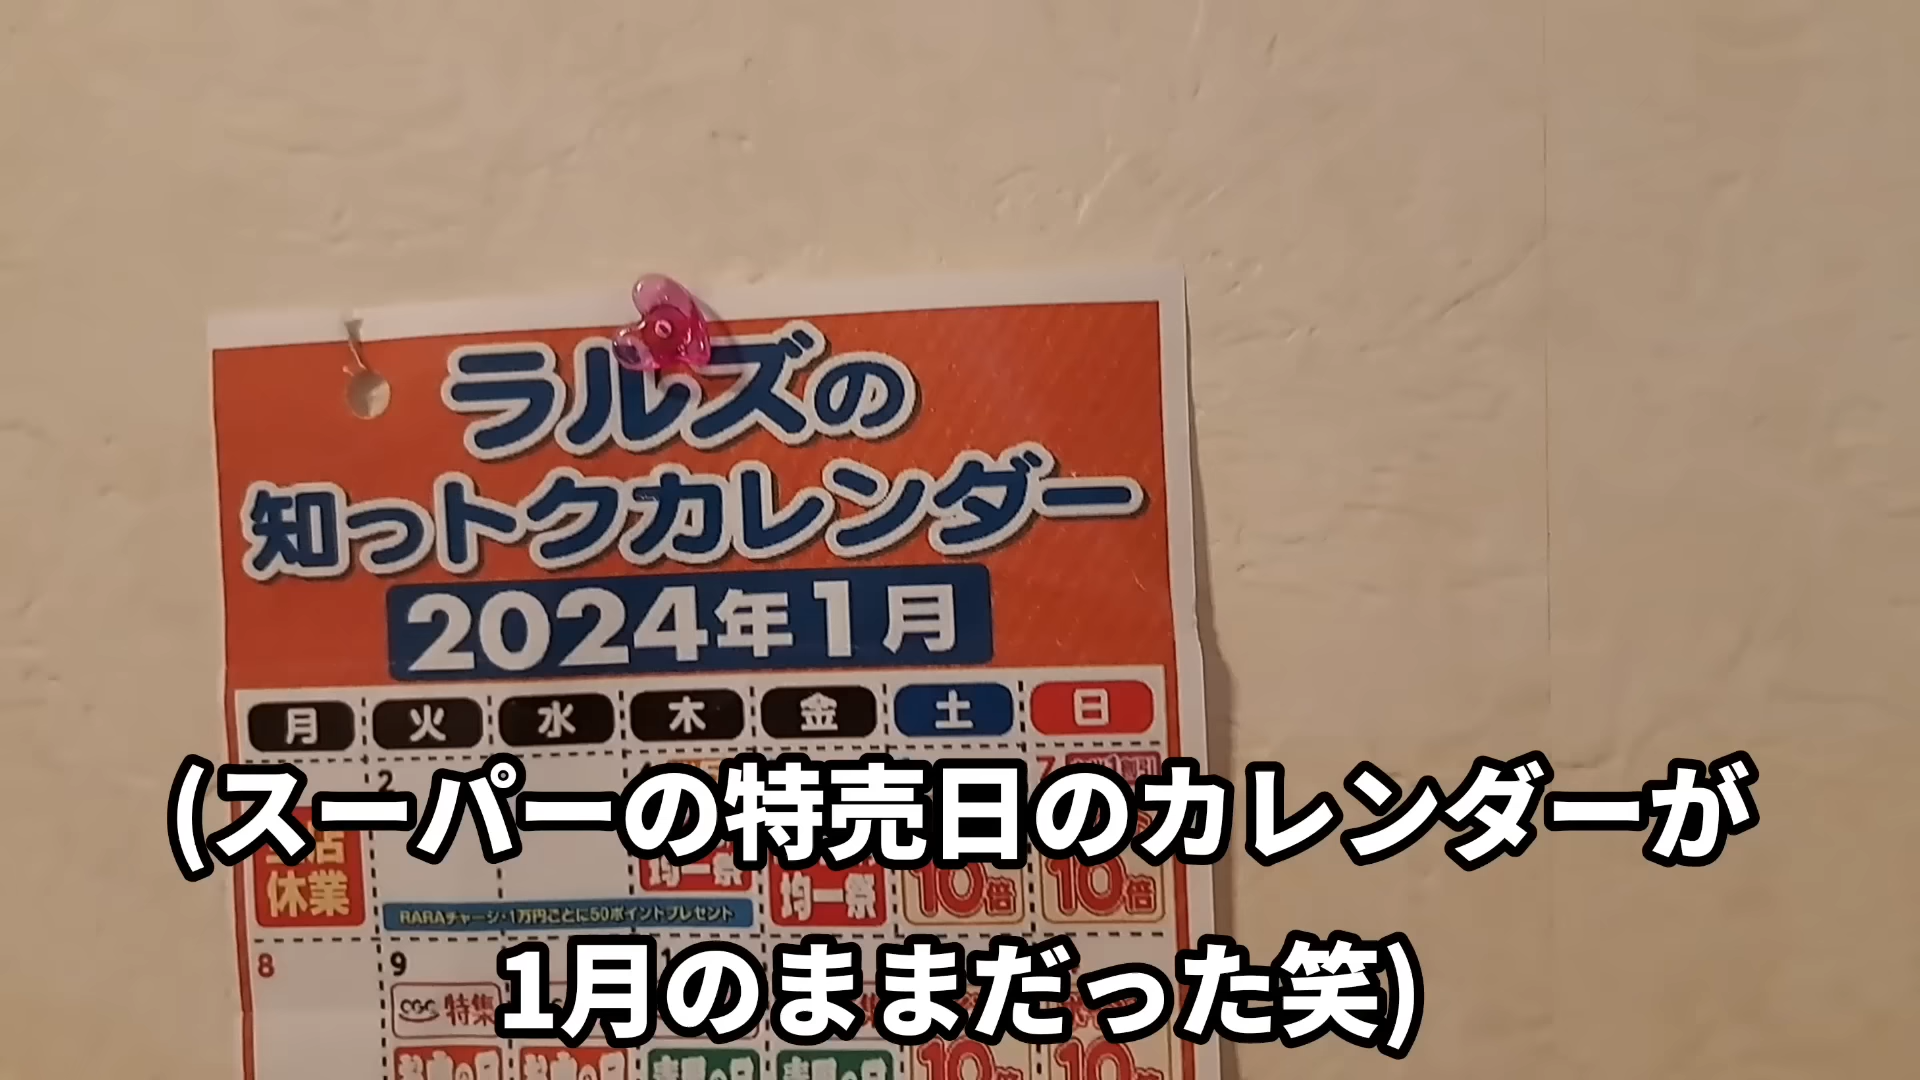 ラルズの
知っトクカレンダー
2024年1月
月 火 水 木 金 土 日
2 7
休業 均一祭 均一祭 10倍 10倍
RARAチャージ・1万円ごとに50ポイントプレゼント
(スーパーの特売日のカレンダーが
8 9
CGC 特集
1月のままだった笑)
10 10